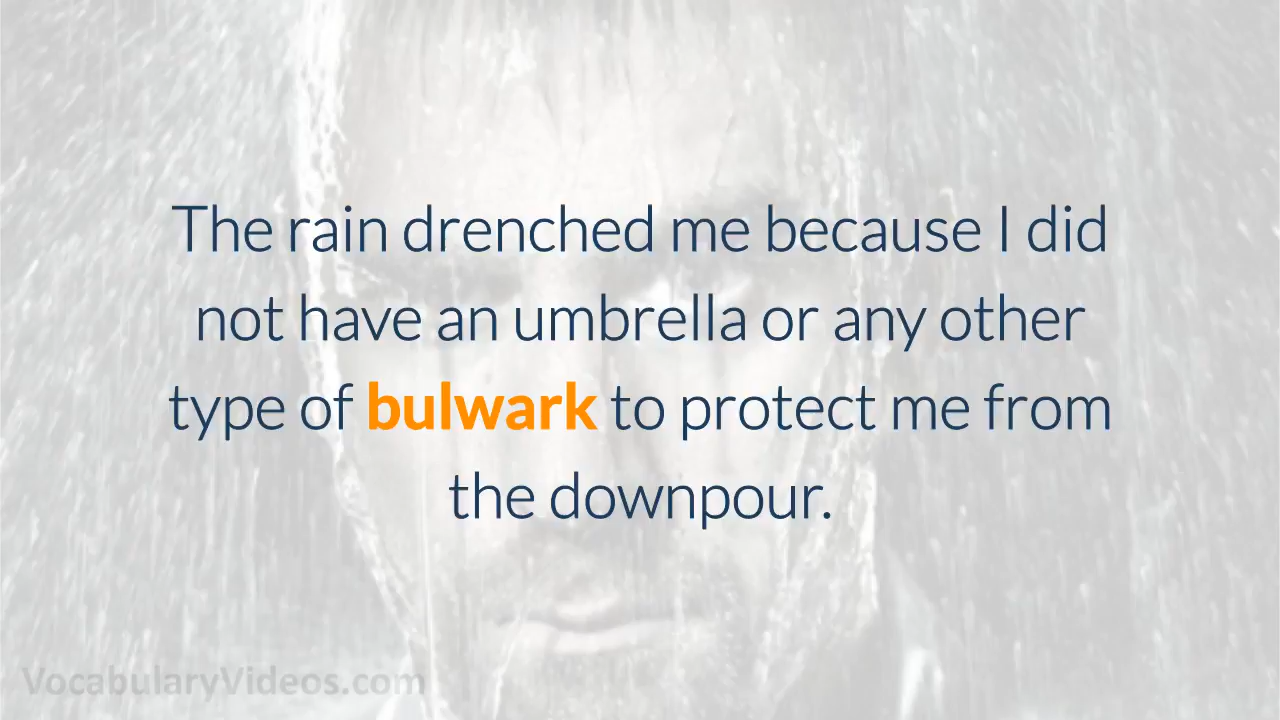 The rain drenched me because I did
not have an umbrella or any other
type of bulwark to protect me from
the downpour.
VocabularyVideos.com